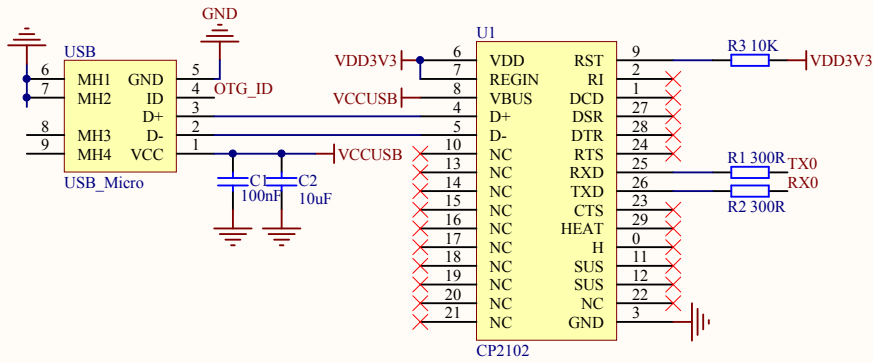 GND
USB
6 MH1 GND 5
7 MH2 ID 4 OTG_ID
D+ 3
8 MH3 D- 2
9 MH4 VCC 1 VCCUSB
USB_Micro
C1
100nF
C2
10uF
U1
VDD3V3 6 VDD RST 9 R3 10K VDD3V3
7 REGIN RI 2
VCCUSB 8 VBUS DCD 1
4 D+ DSR 27
5 D- DTR 28
10 NC RTS 24
13 NC RXD 25 R1 300R TX0
14 NC TXD 26 R2 300R RX0
15 NC CTS 23
16 NC HEAT 29
17 NC H 0
18 NC SUS 11
19 NC SUS 12
20 NC NC 22
21 NC GND 3
CP2102